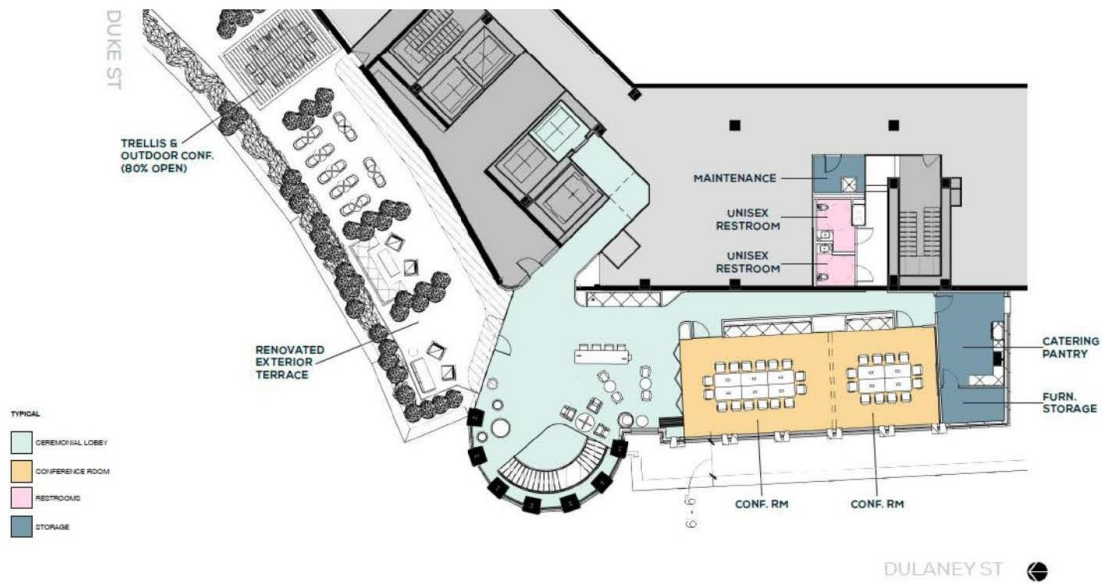 DUKE ST
TRELLIS &
OUTDOOR CONF.
(80% OPEN)
MAINTENANCE
UNISEX
RESTROOM
UNISEX
RESTROOM
RENOVATED
EXTERIOR
TERRACE
CATERING
PANTRY
FURN.
STORAGE
TYPICAL
CEREMONIAL LOBBY
CONFERENCE ROOM
RESTROOMS
STORAGE
CONF. RM
CONF. RM
DULANEY ST